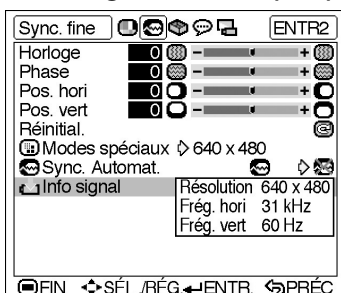 Sync. fine ENTR2
Horloge 0 - +
Phase 0 - +
Pos. hori 0 - +
Pos. vert 0 - +
Réinitial.
Modes spéciaux 640 x 480
Sync. Automat.
Info signal
Résolution 640 x 480
Frég. hori 31 kHz
Frég. vert 60 Hz
FIN SÉL./RÉG ENTR. PRÉC